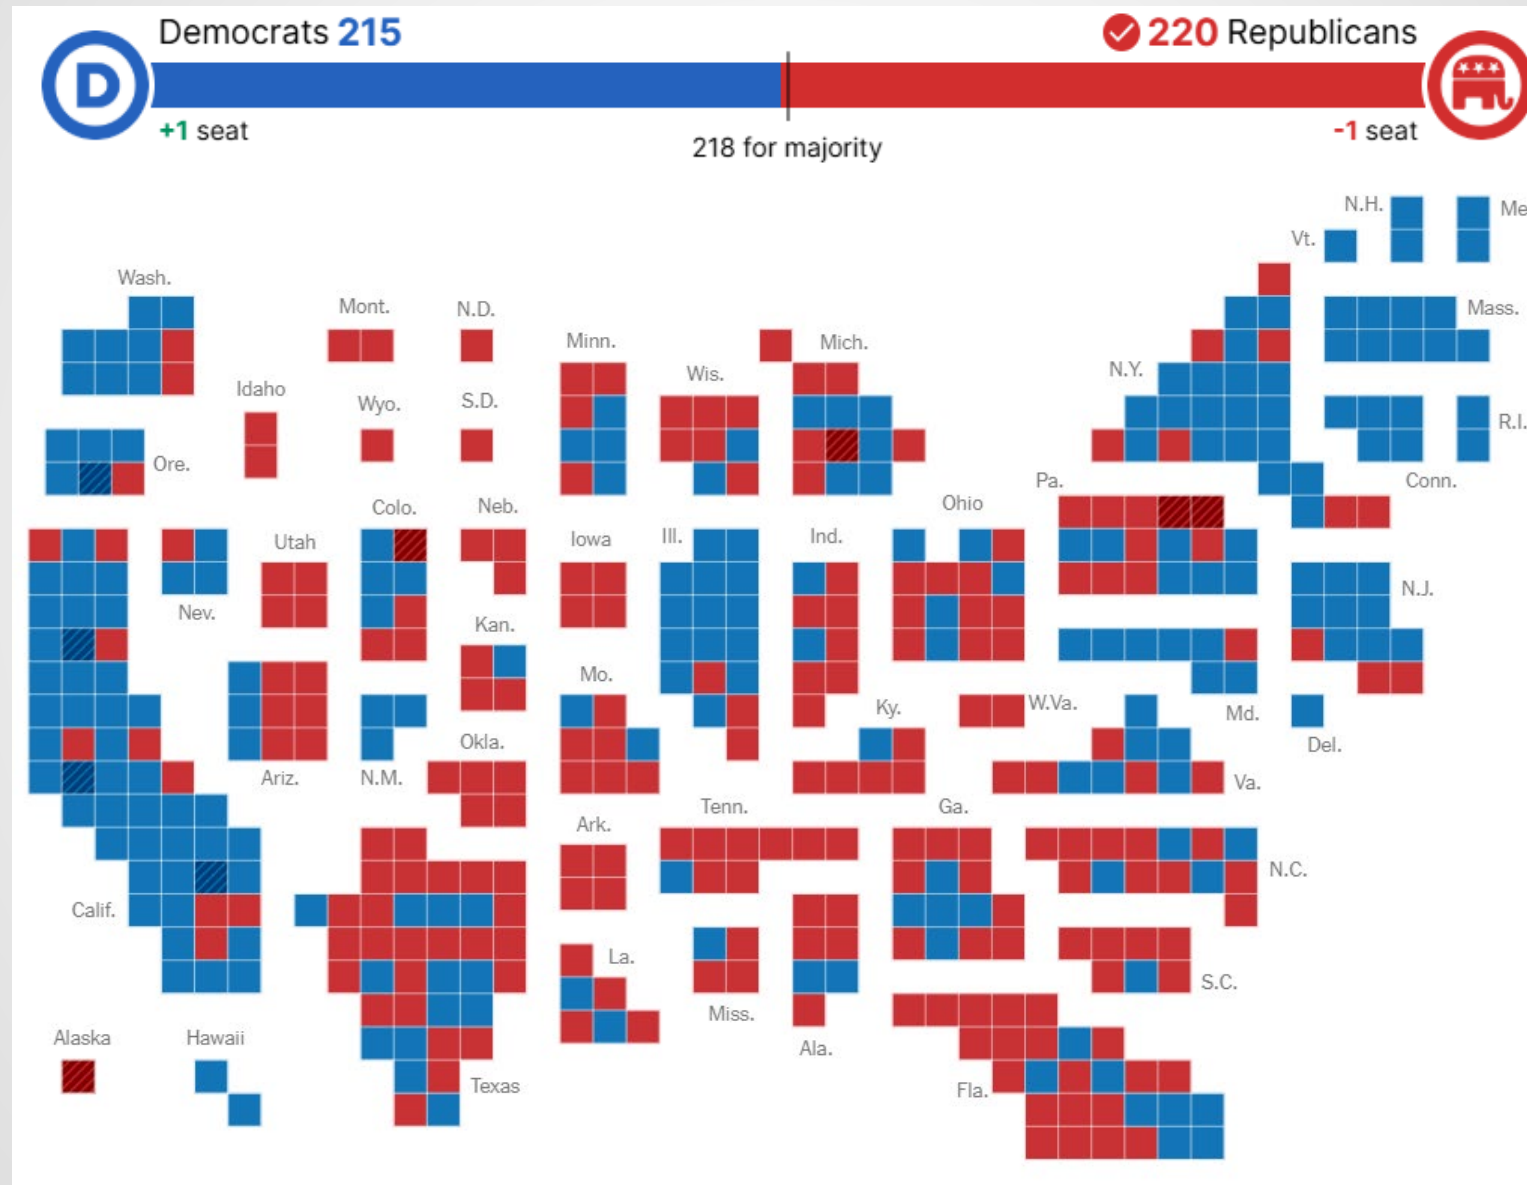 Democrats 215
220 Republicans
D
+1 seat
-1 seat
218 for majority
N.H.
Me
Vt.
Wash.
Mont.
N.D.
Mass.
Minn.
Mich.
Wis.
N.Y.
Idaho
Wyo.
S.D.
R.I.
Ore.
Pa.
Conn.
Colo.
Neb.
Ohio
Utah
Iowa
Ill.
Ind.
N.J.
Nev.
Kan.
Mo.
Ky.
W.Va.
Md.
Okla.
Del.
Ariz.
N.M.
Va.
Tenn.
Ga.
Ark.
N.C.
Calif.
La.
S.C.
Miss.
Alaska
Hawaii
Ala.
Texas
Fla.